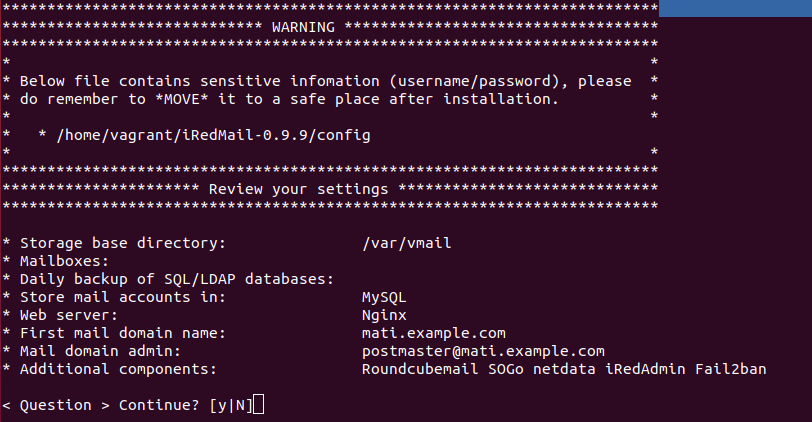 *************************************************************************
***************************** WARNING ***********************************
*************************************************************************
*                                                                       *
* Below file contains sensitive infomation (username/password), please  *
* do remember to *MOVE* it to a safe place after installation.          *
*                                                                       *
*   * /home/vagrant/iRedMail-0.9.9/config
*                                                                       *
*************************************************************************
********************** Review your settings *****************************
*************************************************************************
* Storage base directory:               /var/vmail
* Mailboxes:
* Daily backup of SQL/LDAP databases:
* Store mail accounts in:               MySQL
* Web server:                           Nginx
* First mail domain name:               mati.example.com
* Mail domain admin:                    postmaster@mati.example.com
* Additional components:                Roundcubemail SOGo netdata iRedAdmin Fail2ban
< Question > Continue? [y|N]